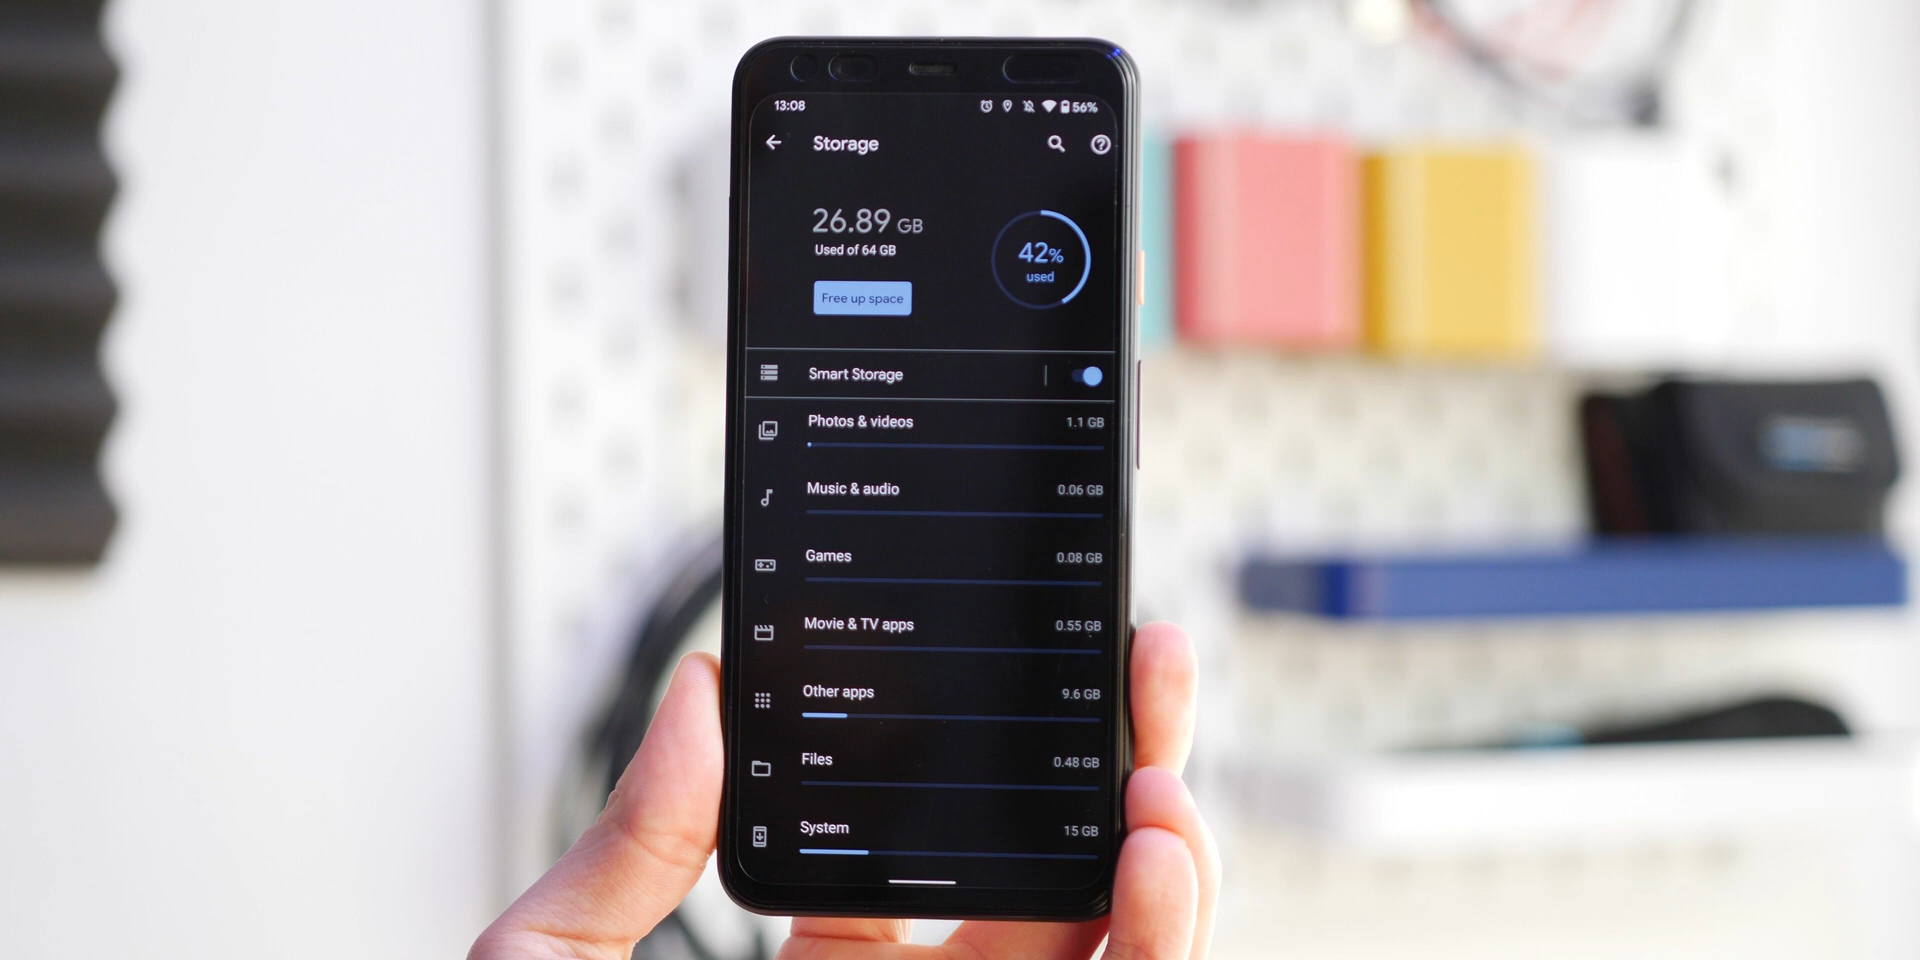 13:08 56%
Storage
26.89 GB
Used of 64 GB
42%
used
Free up space
Smart Storage
Photos & videos 1.1 GB
Music & audio 0.06 GB
Games 0.08 GB
Movie & TV apps 0.55 GB
Other apps 9.6 GB
Files 0.48 GB
System 15 GB